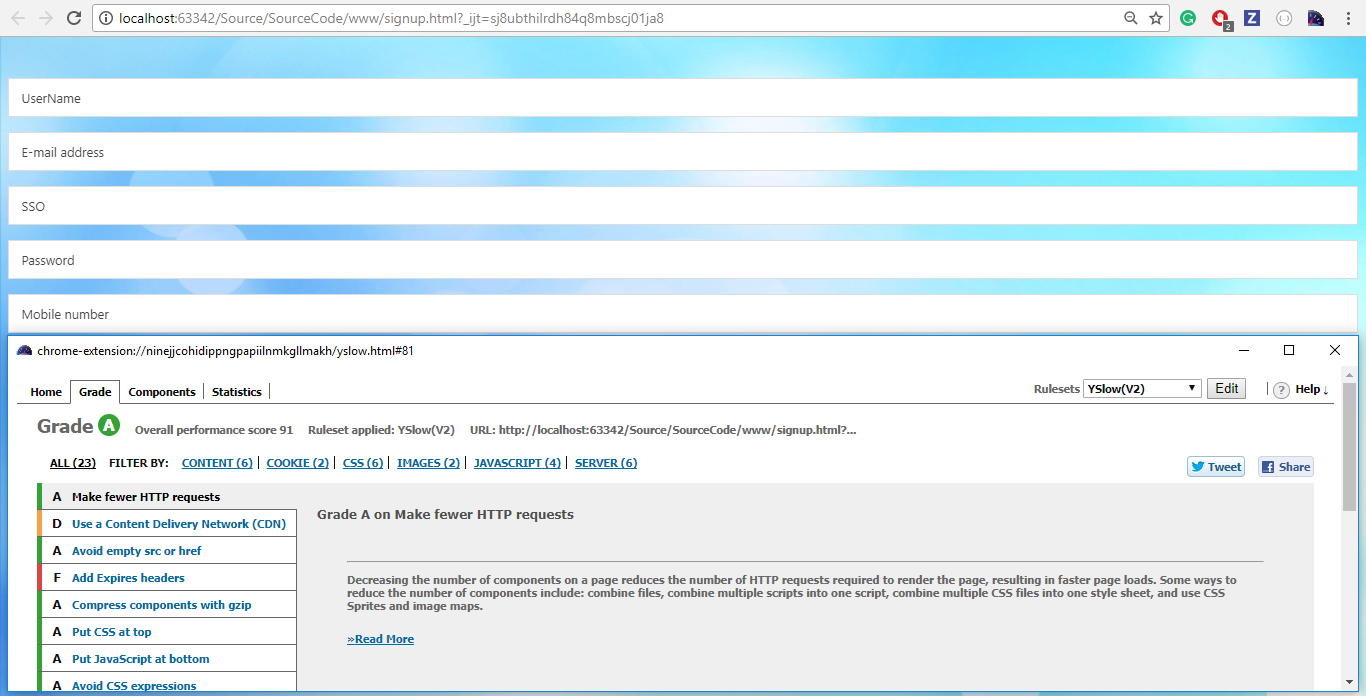 localhost:63342/Source/SourceCode/www/signup.html?_ijt=sj8ubthilrdh84q8mbscj01ja8
2
Z
UserName
E-mail address
SSO
Password
Mobile number
chrome-extension://ninejjcohidippngpapiilnmkgllmakh/yslow.html#81
Home Grade Components Statistics Rulesets YSlow(V2) Edit ? Help ↓
Grade A Overall performance score 91 Ruleset applied: YSlow(V2) URL: http://localhost:63342/Source/SourceCode/www/signup.html?...
ALL (23) FILTER BY: CONTENT (6) | COOKIE (2) | CSS (6) | IMAGES (2) | JAVASCRIPT (4) | SERVER (6)
Tweet Share
A Make fewer HTTP requests
D Use a Content Delivery Network (CDN)
A Avoid empty src or href
F Add Expires headers
A Compress components with gzip
A Put CSS at top
A Put JavaScript at bottom
A Avoid CSS expressions
Grade A on Make fewer HTTP requests
Decreasing the number of components on a page reduces the number of HTTP requests required to render the page, resulting in faster page loads. Some ways to
reduce the number of components include: combine files, combine multiple scripts into one script, combine multiple CSS files into one style sheet, and use CSS
Sprites and image maps.
»Read More